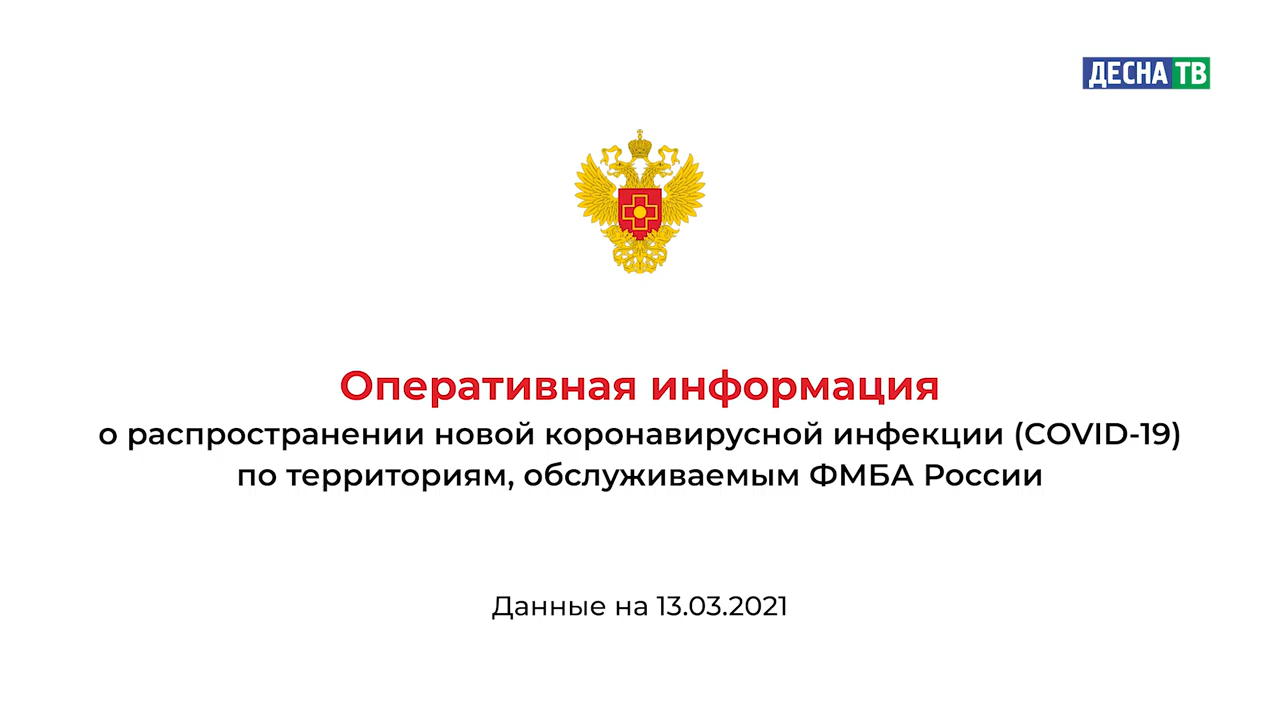 ДЕСНА ТВ
Оперативная информация
о распространении новой коронавирусной инфекции (COVID-19)
по территориям, обслуживаемым ФМБА России
Данные на 13.03.2021